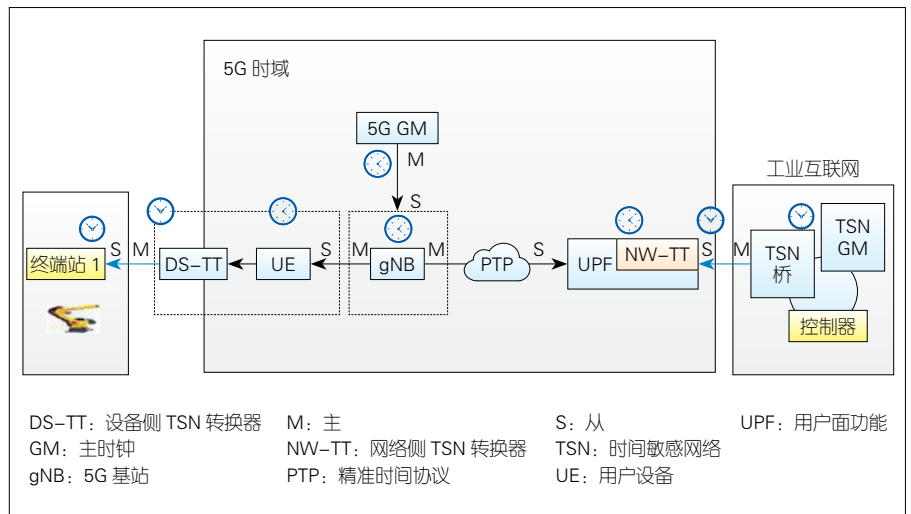 5G 时域
5G GM
M
S
工业互联网
终端站 1
S
M
DS-TT
UE
S
M
gNB
M
PTP
S
UPF
NW-TT
S
M
TSN
桥
TSN
GM
控制器
DS-TT：设备侧 TSN 转换器 M：主 S：从 UPF：用户面功能
GM：主时钟 NW-TT：网络侧 TSN 转换器 TSN：时间敏感网络
gNB：5G 基站 PTP：精准时间协议 UE：用户设备